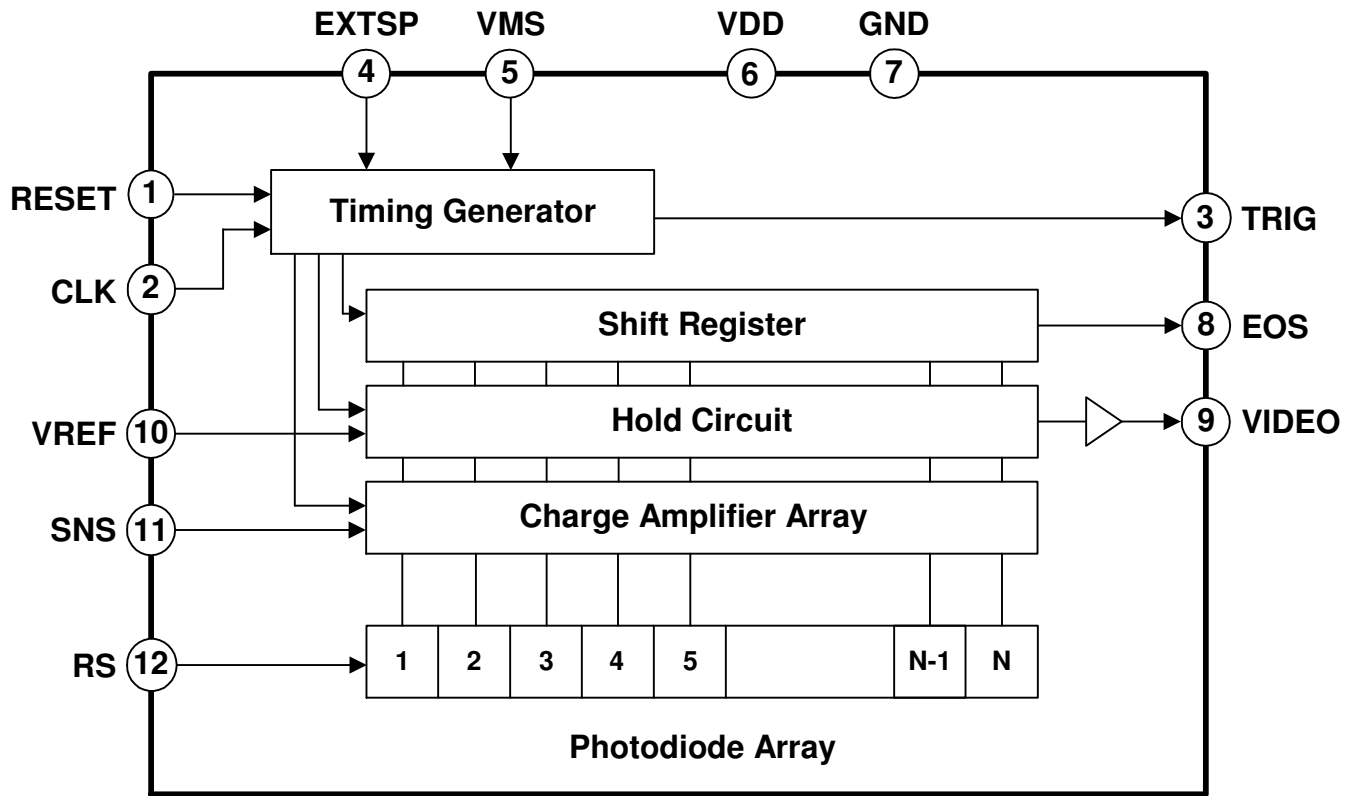 EXTSP VMS VDD GND
4 5 6 7
RESET 1
Timing Generator
3 TRIG
CLK 2
Shift Register
8 EOS
VREF 10
Hold Circuit
9 VIDEO
SNS 11
Charge Amplifier Array
RS 12
1 2 3 4 5 N-1 N
Photodiode Array